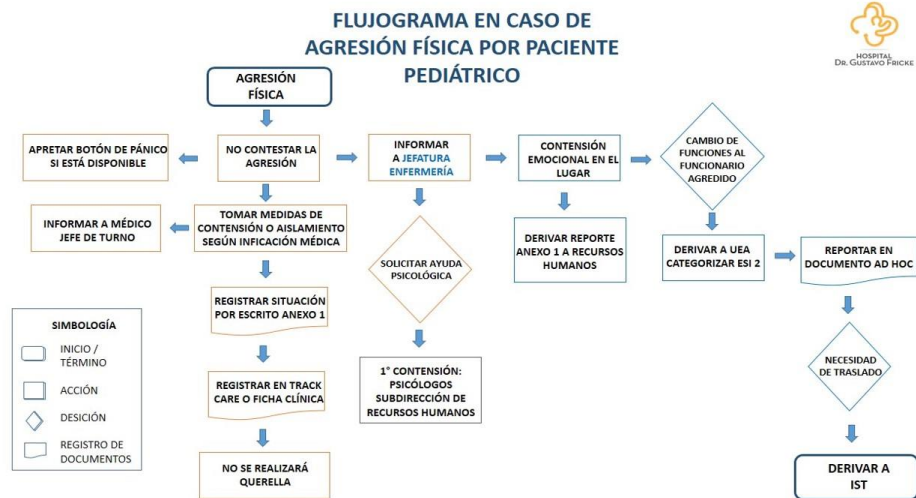 FLUJOGRAMA EN CASO DE
AGRESIÓN FÍSICA POR PACIENTE
PEDIÁTRICO
HOSPITAL
DR. GUSTAVO FRICKE
AGRESIÓN
FÍSICA
APRETAR BOTÓN DE PÁNICO
SI ESTÁ DISPONIBLE
NO CONTESTAR LA
AGRESIÓN
INFORMAR
A JEFATURA
ENFERMERÍA
CONTENSIÓN
EMOCIONAL EN EL
LUGAR
CAMBIO DE
FUNCIONES AL
FUNCIONARIO
AGREDIDO
INFORMAR A MÉDICO
JEFE DE TURNO
TOMAR MEDIDAS DE
CONTENSIÓN O AISLAMIENTO
SEGÚN INFICACIÓN MÉDICA
SOLICITAR AYUDA
PSICOLÓGICA
DERIVAR REPORTE
ANEXO 1 A RECURSOS
HUMANOS
DERIVAR A UEA
CATEGORIZAR ESI 2
REPORTAR EN
DOCUMENTO AD HOC
REGISTRAR SITUACIÓN
POR ESCRITO ANEXO 1
NECESIDAD
DE TRASLADO
REGISTRAR EN TRACK
CARE O FICHA CLÍNICA
1° CONTENSIÓN:
PSICÓLOGOS
SUBDIRECCIÓN DE
RECURSOS HUMANOS
NO SE REALIZARÁ
QUERELLA
DERIVAR A
IST
SIMBOLOGÍA
INICIO /
TÉRMINO
ACCIÓN
DESICIÓN
REGISTRO DE
DOCUMENTOS